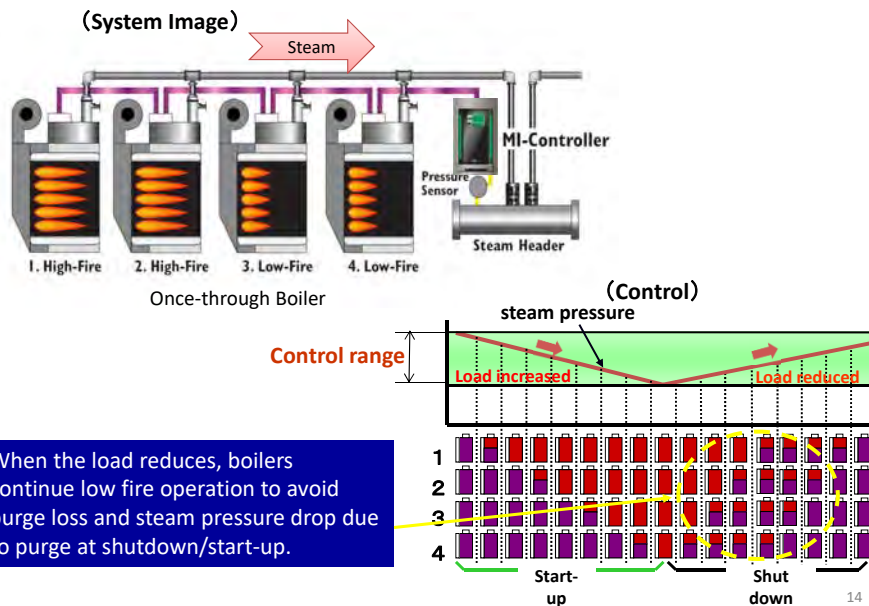 （System Image）
Steam
MI-Controller
Pressure
Sensor
Steam Header
1. High-Fire
2. High-Fire
3. Low-Fire
4. Low-Fire
Once-through Boiler
（Control）
steam pressure
Control range
Load increased
Load reduced
When the load reduces, boilers
continue low fire operation to avoid
purge loss and steam pressure drop due
to purge at shutdown/start-up.
1
2
3
4
Start-
up
Shut
down
14